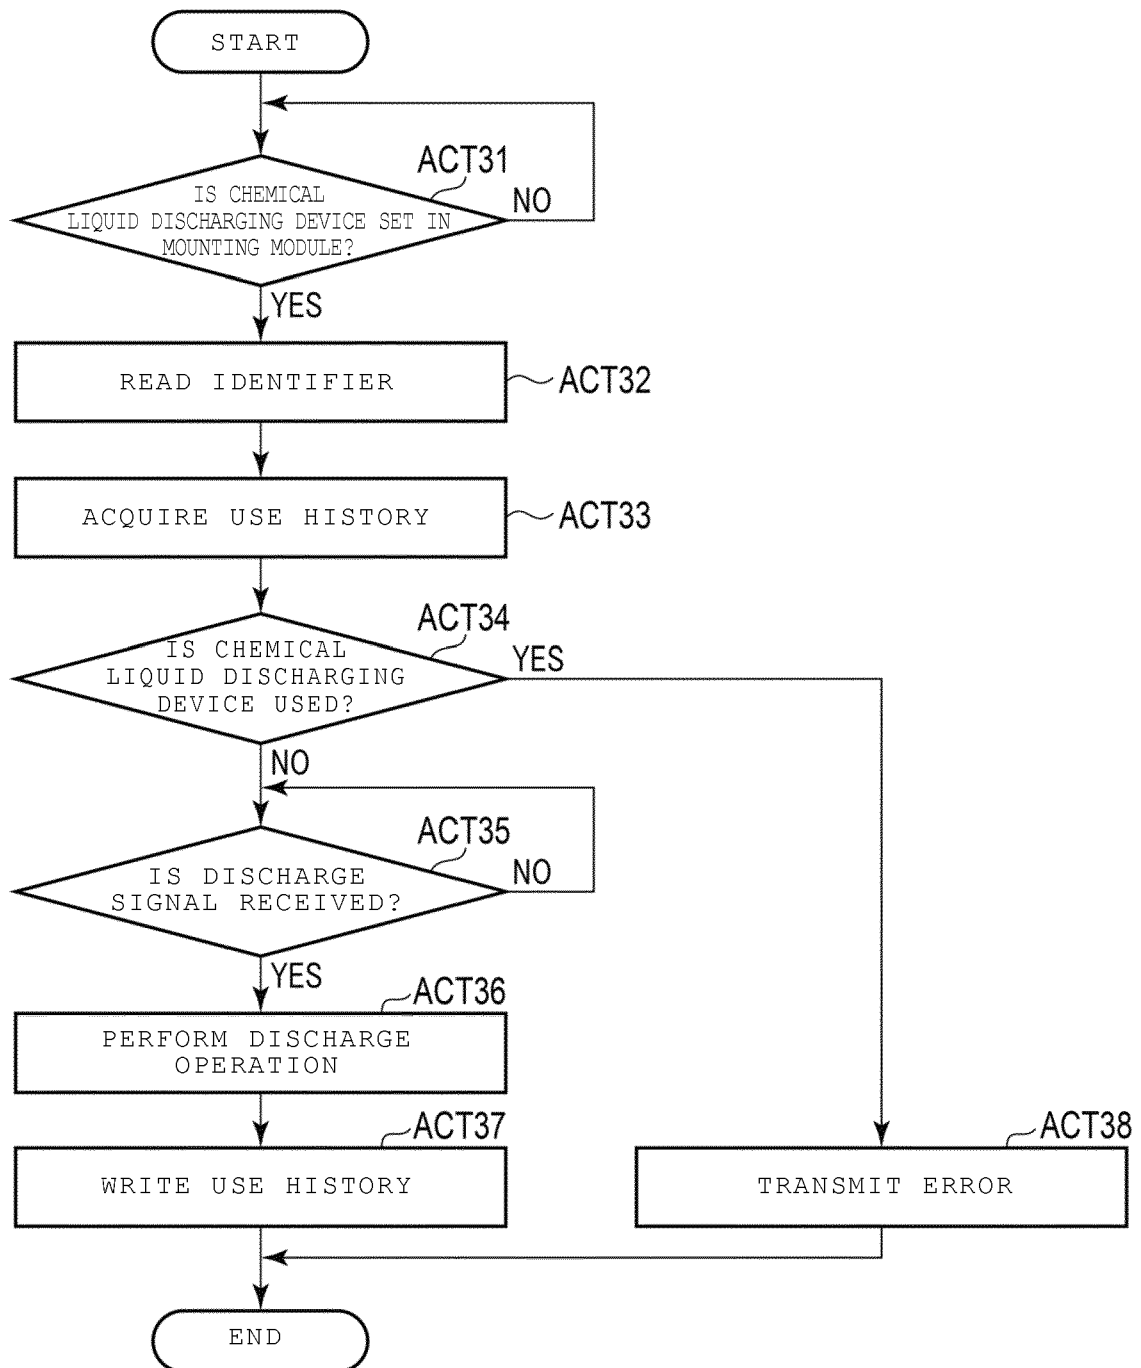 START
ACT31
IS CHEMICAL
LIQUID DISCHARGING DEVICE SET IN
MOUNTING MODULE?
NO
YES
READ IDENTIFIER
ACT32
ACQUIRE USE HISTORY
ACT33
ACT34
IS CHEMICAL
LIQUID DISCHARGING
DEVICE USED?
YES
NO
ACT35
IS DISCHARGE
SIGNAL RECEIVED?
NO
YES
ACT36
PERFORM DISCHARGE
OPERATION
ACT37
WRITE USE HISTORY
ACT38
TRANSMIT ERROR
END